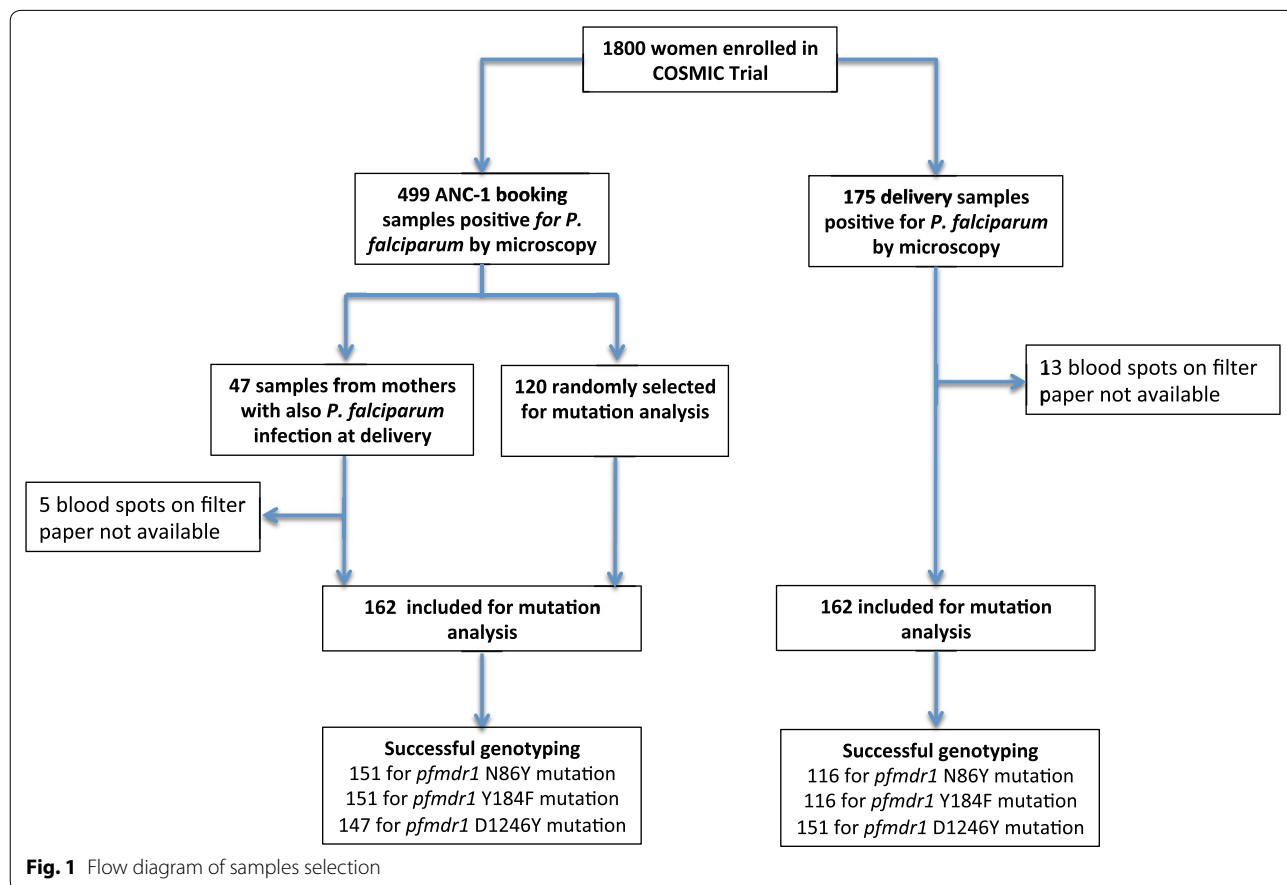 1800 women enrolled in
COSMIC Trial
499 ANC-1 booking
samples positive for P.
falciparum by microscopy
175 delivery samples
positive for P. falciparum
by microscopy
47 samples from mothers
with also P. falciparum
infection at delivery
120 randomly selected
for mutation analysis
13 blood spots on filter
paper not available
5 blood spots on filter
paper not available
162 included for mutation
analysis
162 included for mutation
analysis
Successful genotyping
151 for pfmdr1 N86Y mutation
151 for pfmdr1 Y184F mutation
147 for pfmdr1 D1246Y mutation
Successful genotyping
116 for pfmdr1 N86Y mutation
116 for pfmdr1 Y184F mutation
151 for pfmdr1 D1246Y mutation
Fig. 1 Flow diagram of samples selection